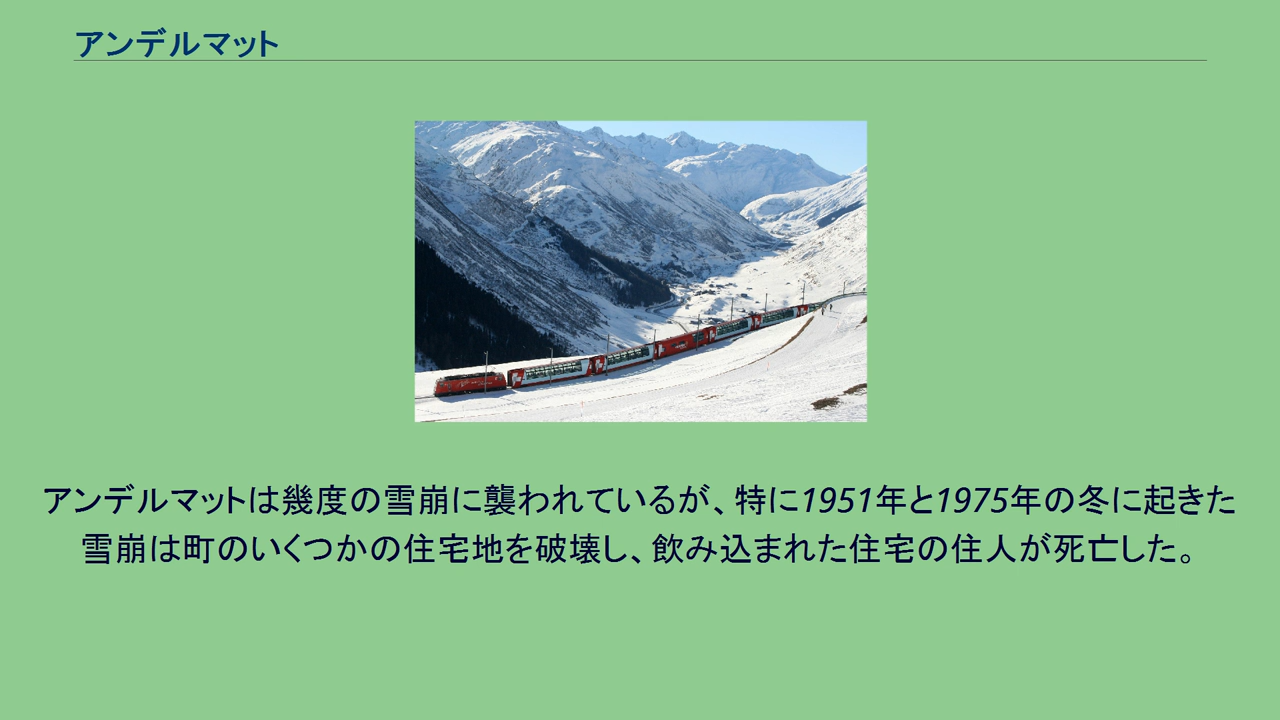 アンデルマット
アンデルマットは幾度の雪崩に襲われているが、特に1951年と1975年の冬に起きた
雪崩は町のいくつかの住宅地を破壊し、飲み込まれた住宅の住人が死亡した。